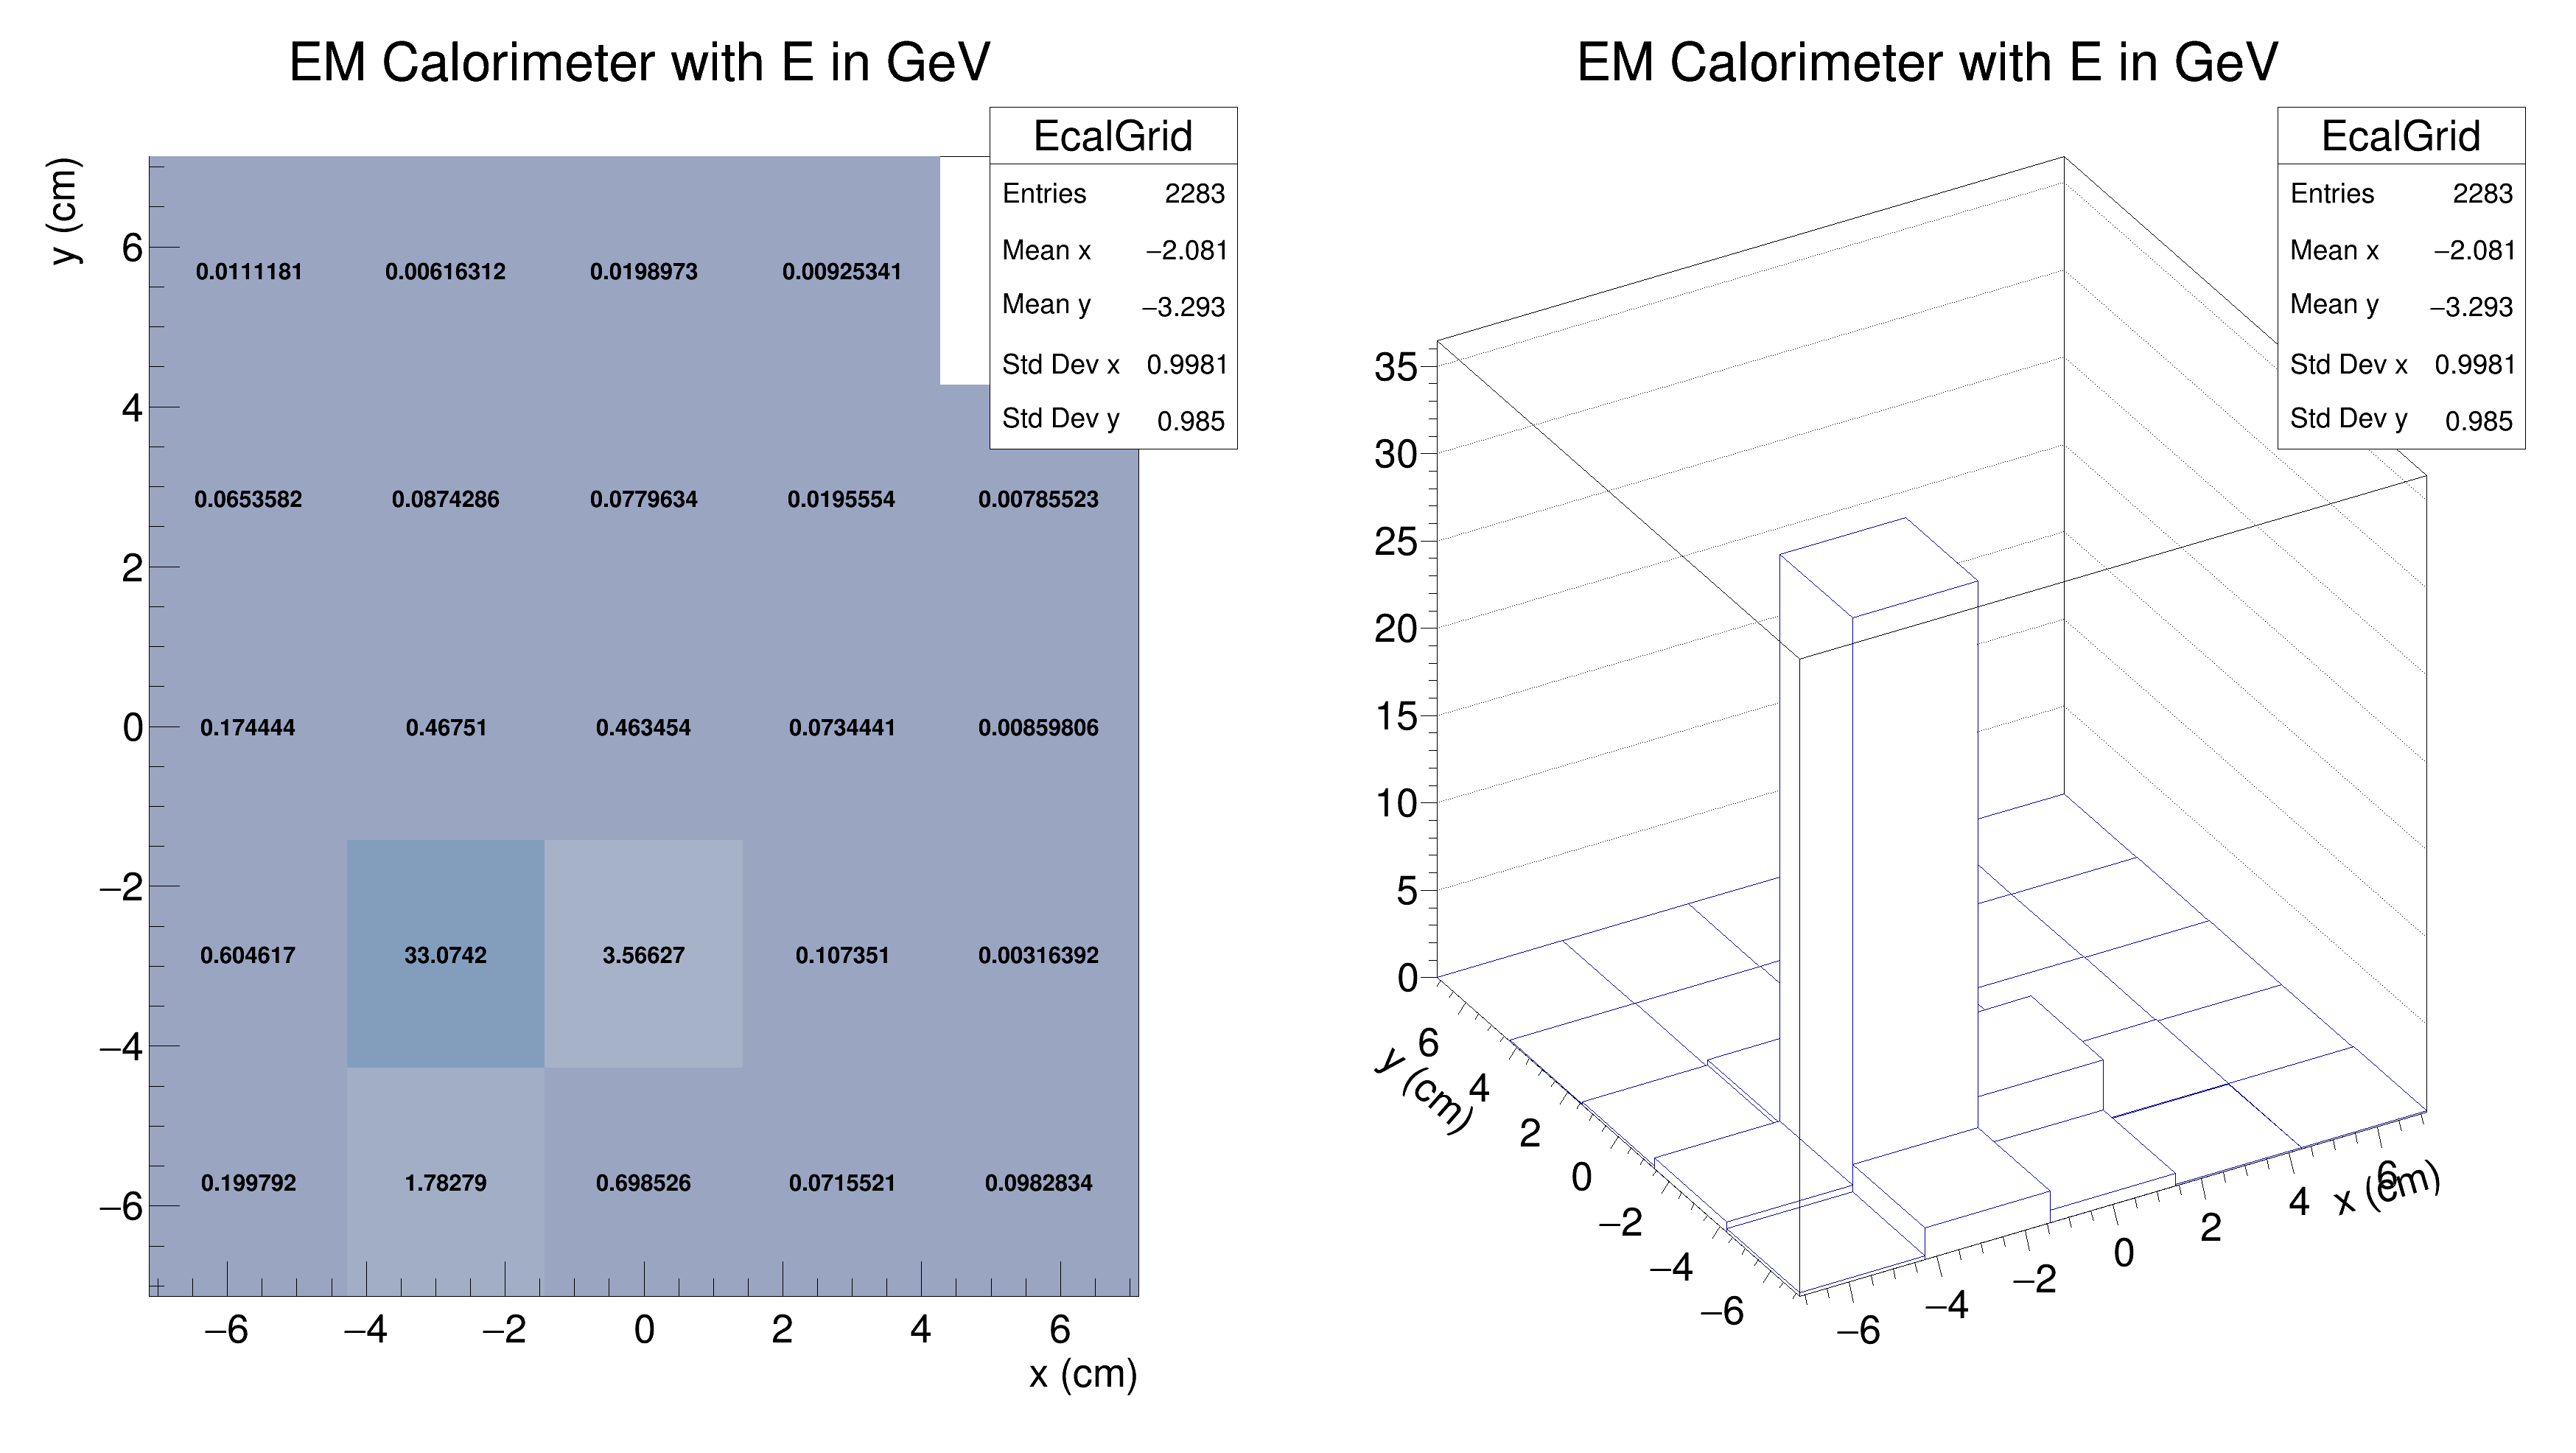 EM Calorimeter with E in GeV
EcalGrid
Entries 2283
Mean x −2.081
Mean y −3.293
Std Dev x 0.9981
Std Dev y 0.985
y (cm)
6
4
2
0
−2
−4
−6
0.0111181 0.00616312 0.0198973 0.00925341
0.0653582 0.0874286 0.0779634 0.0195554 0.00785523
0.174444 0.46751 0.463454 0.0734441 0.00859806
0.604617 33.0742 3.56627 0.107351 0.00316392
0.199792 1.78279 0.698526 0.0715521 0.0982834
−6 −4 −2 0 2 4 6
x (cm)
EM Calorimeter with E in GeV
EcalGrid
Entries 2283
Mean x −2.081
Mean y −3.293
Std Dev x 0.9981
Std Dev y 0.985
35
30
25
20
15
10
5
0
y (cm)
6
4
2
0
−2
−4
−6
−6 −4 −2 0 2 4 6
x (cm)